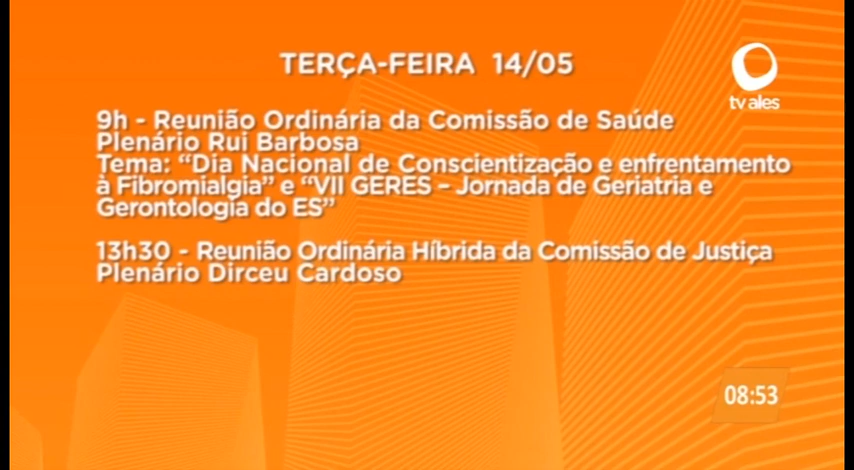 TERÇA-FEIRA 14/05
tv ales
9h - Reunião Ordinária da Comissão de Saúde
Plenário Rui Barbosa
Tema: “Dia Nacional de Conscientização e enfrentamento
à Fibromialgia” e “VII GERES – Jornada de Geriatria e
Gerontologia do ES”
13h30 - Reunião Ordinária Híbrida da Comissão de Justiça
Plenário Dirceu Cardoso
08:53